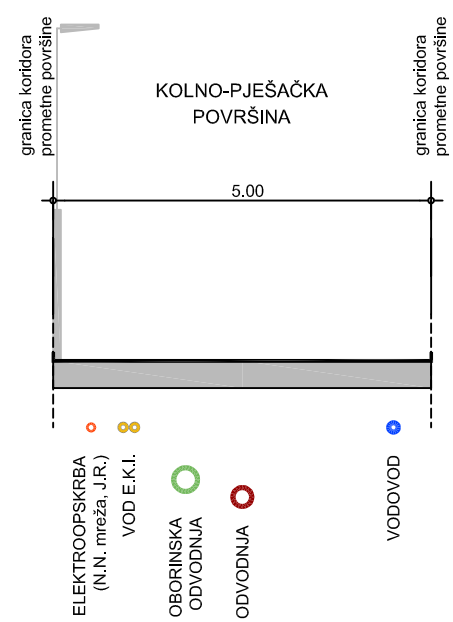 granica koridora
prometne površine
KOLNO-PJEŠAČKA
POVRŠINA
granica koridora
prometne površine
5.00
ELEKTROOPSKRBA
(N.N. mreža, J.R.)
VOD E.K.I.
OBORINSKA
ODVODNJA
ODVODNJA
VODOVOD